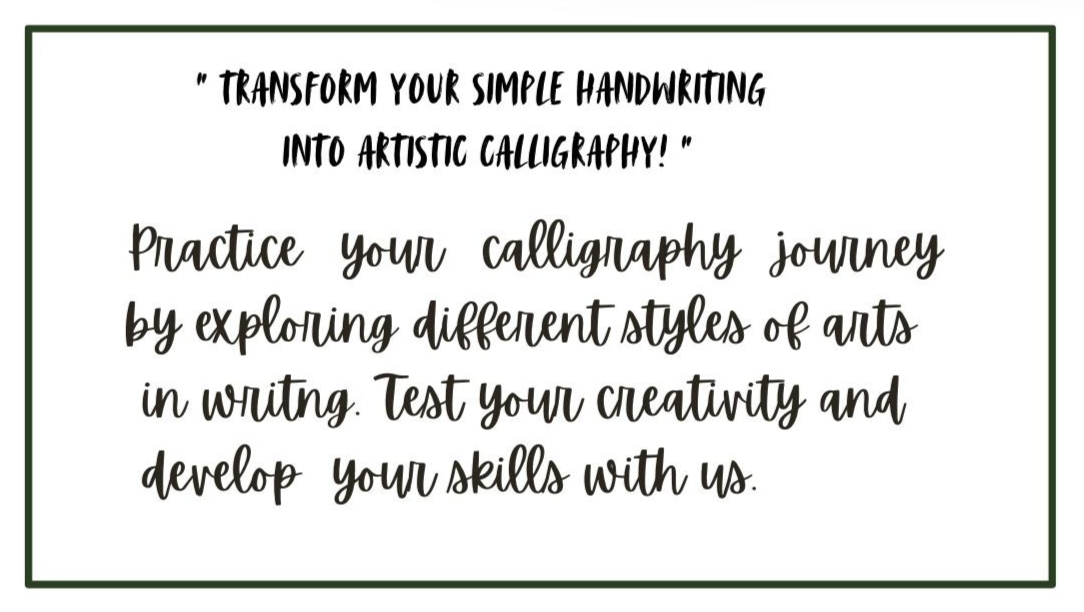 " TRANSFORM YOUR SIMPLE HANDWRITING
INTO ARTISTIC CALLIGRAPHY! "
Practice your calligraphy journey
by exploring different styles of arts
in writng. Test your creativity and
develop your skills with us.